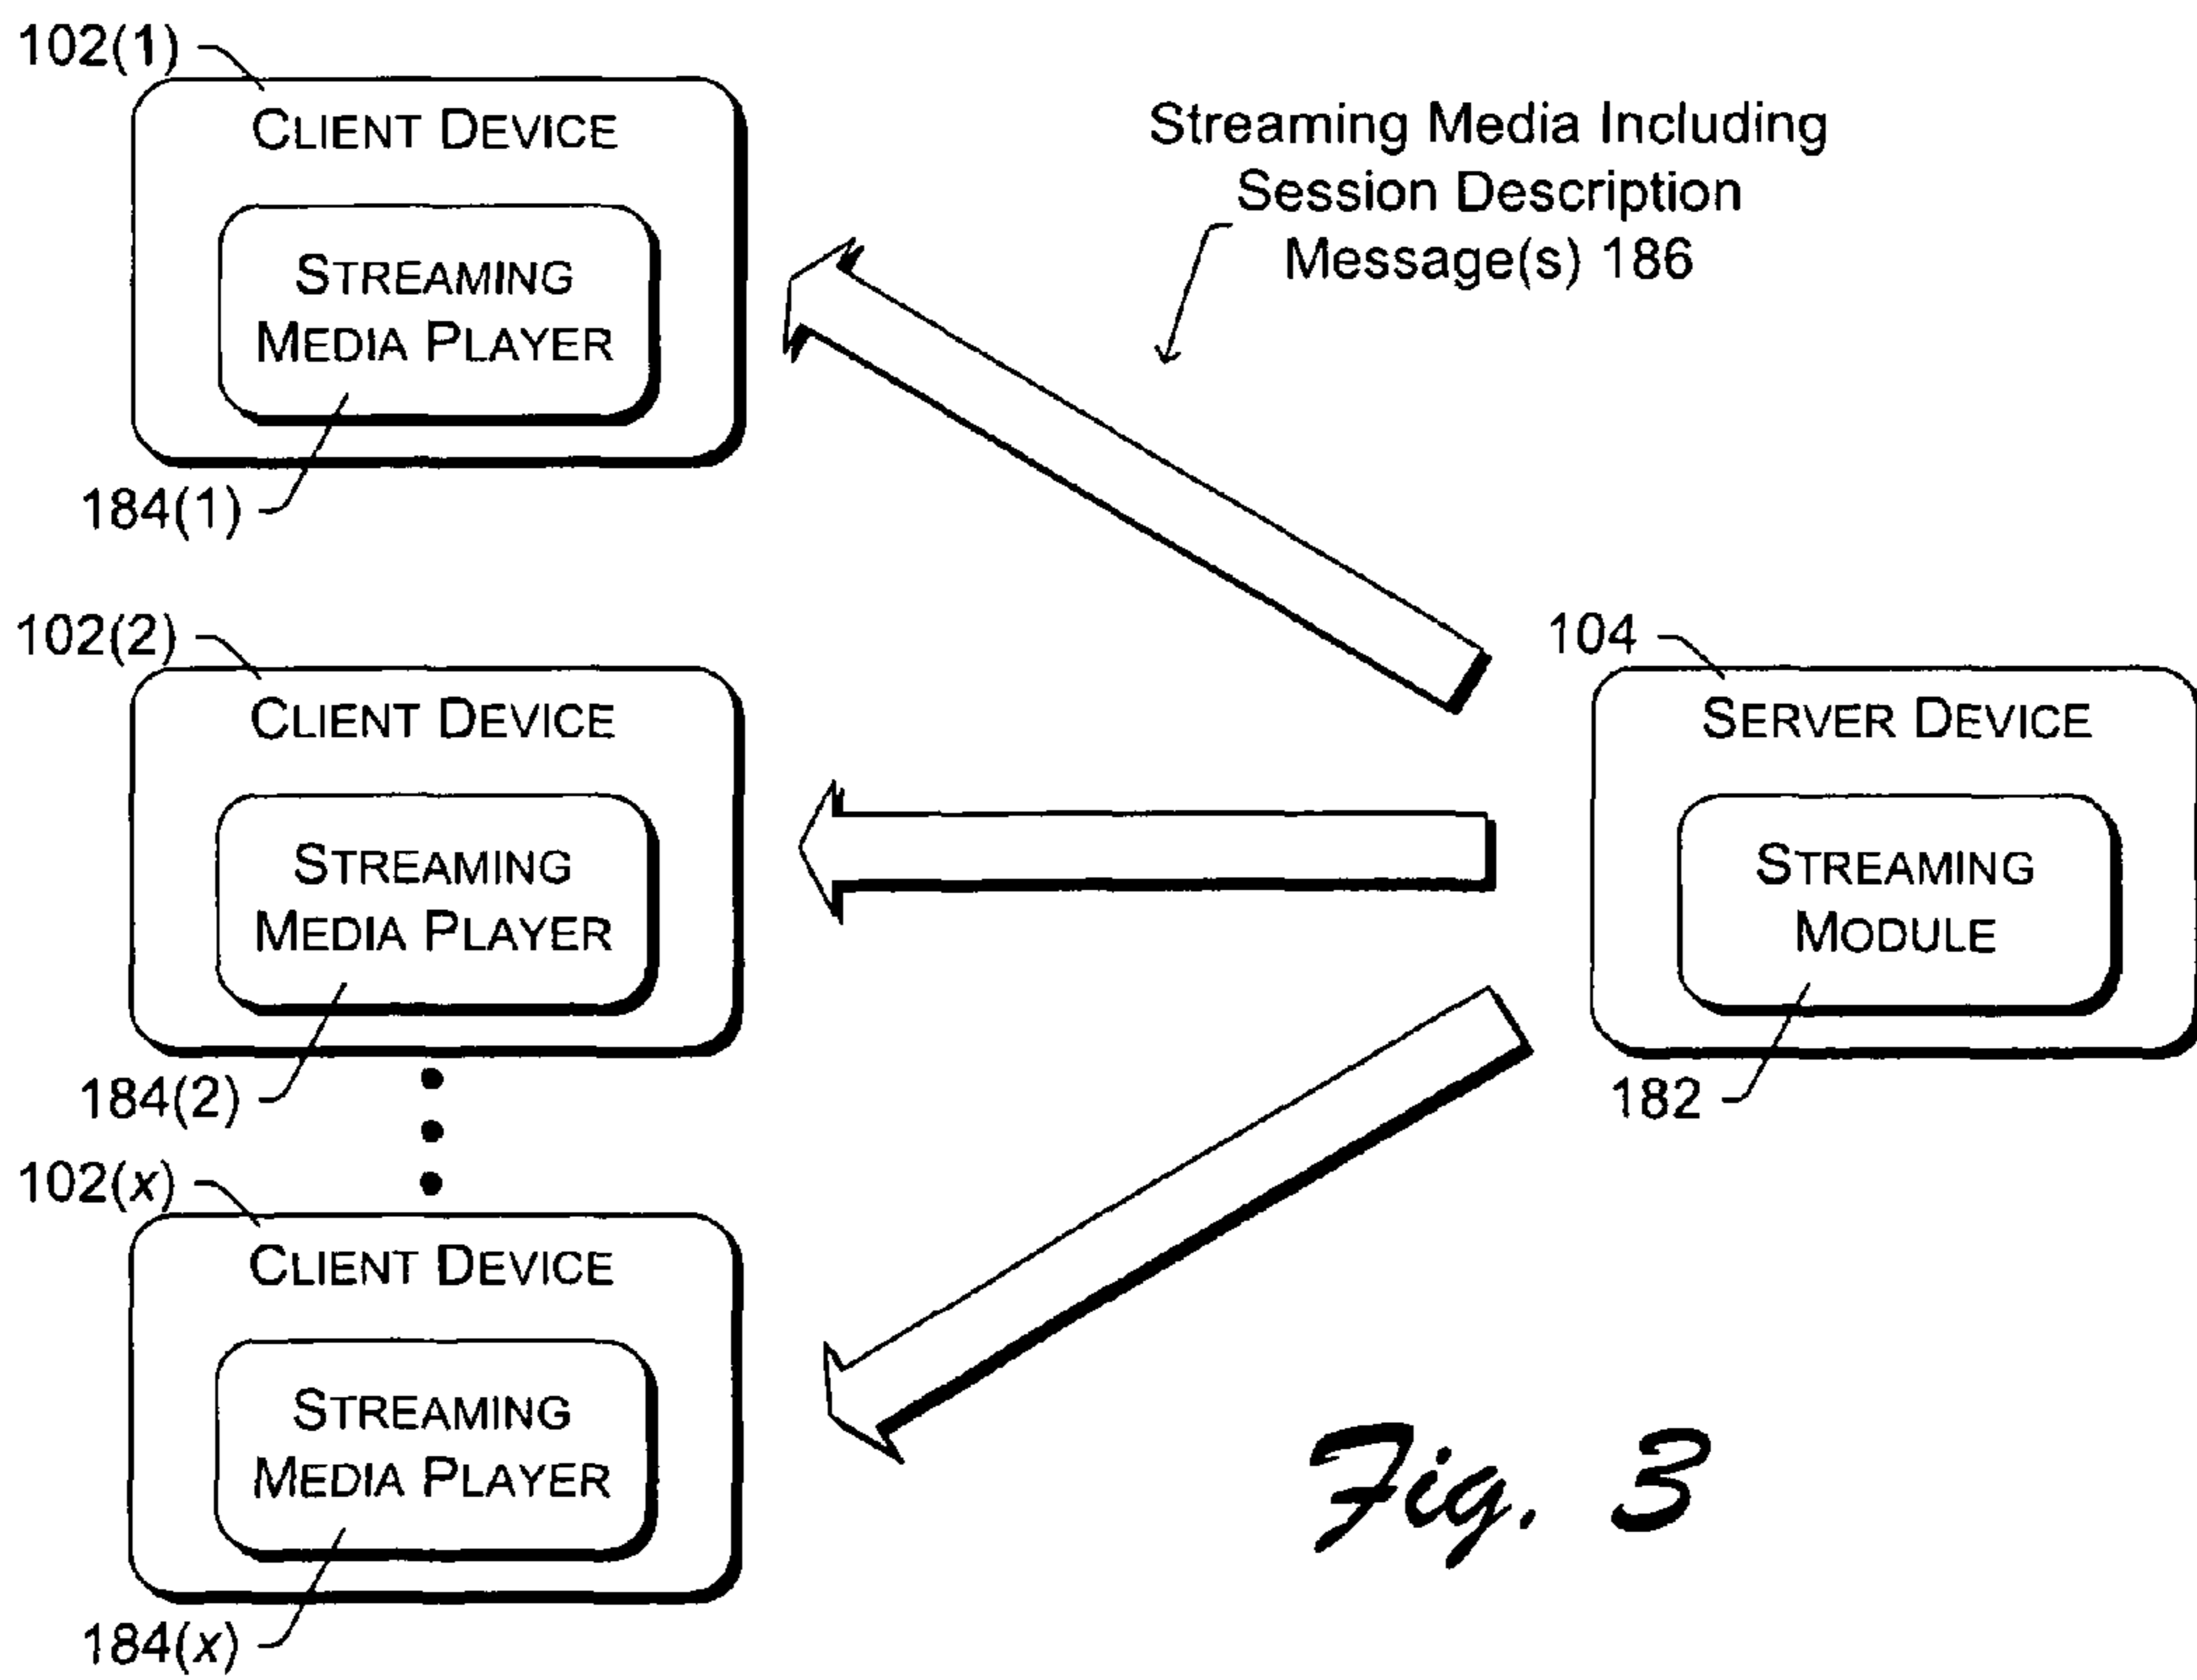 102(1)
CLIENT DEVICE
STREAMING
MEDIA PLAYER
184(1)
Streaming Media Including
Session Description
Message(s) 186
102(2)
CLIENT DEVICE
STREAMING
MEDIA PLAYER
184(2)
104
SERVER DEVICE
STREAMING
MODULE
182
102(x)
CLIENT DEVICE
STREAMING
MEDIA PLAYER
184(x)
Fig. 3